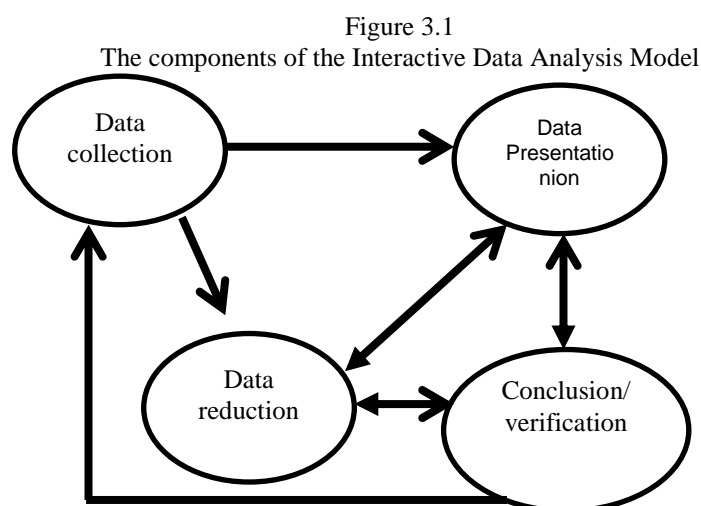 Figure 3.1
The components of the Interactive Data Analysis Model
Data
collection
Data
Presentatio
nion
Data
reduction
Conclusion/
verification